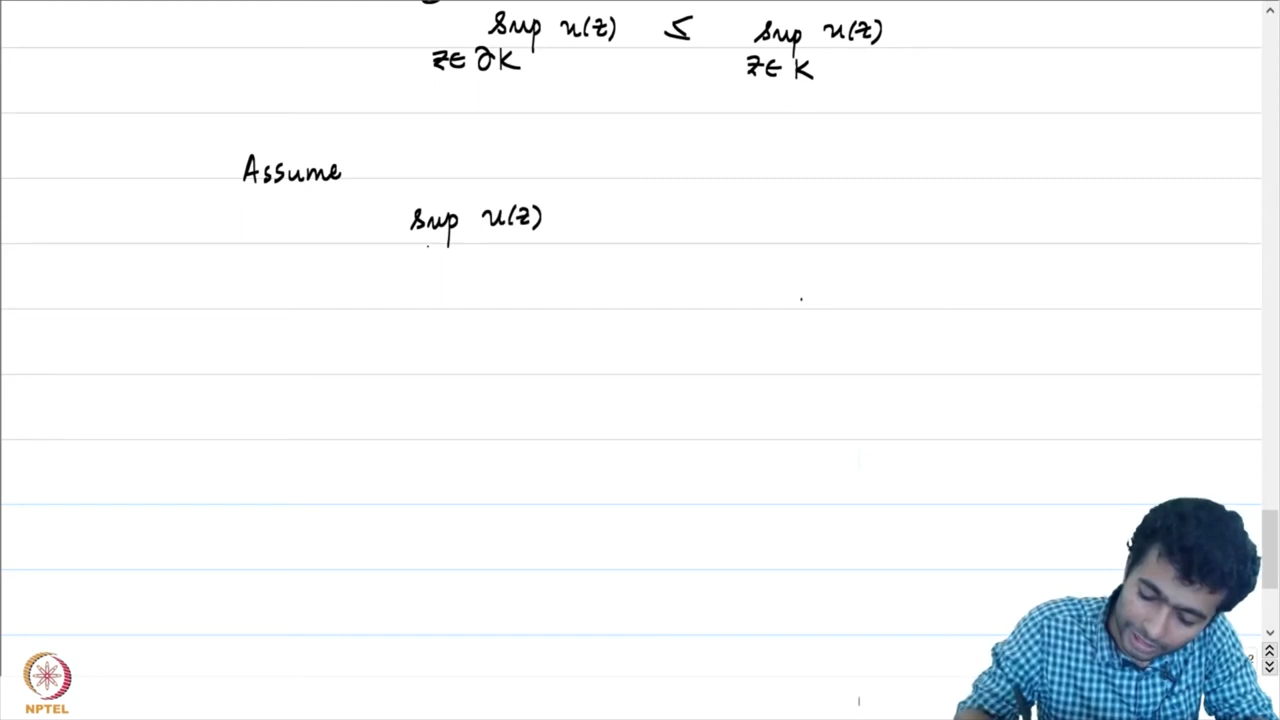 sup u(z) ≤ sup u(z)
z∈ ∂K z∈ K
Assume
sup u(z)
NPTEL